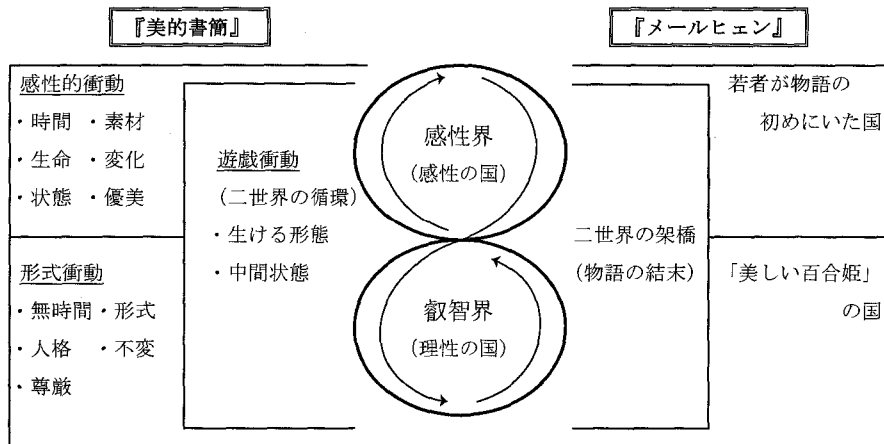 『美的書簡』
『メールヒェン』
感性的衝動
・時間 ・素材
・生命 ・変化
・状態 ・優美
形式衝動
・無時間・形式
・人格 ・不変
・尊厳
遊戯衝動
(二世界の循環)
・生ける形態
・中間状態
感性界
(感性の国)
叡智界
(理性の国)
二世界の架橋
(物語の結末)
若者が物語の
初めにいた国
「美しい百合姫」
の国